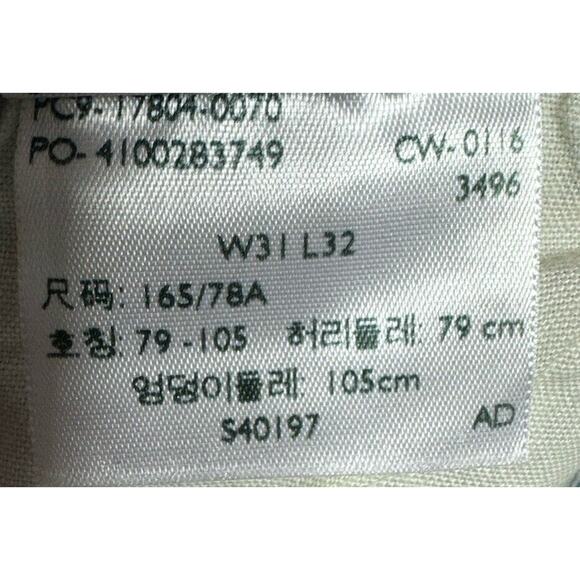 PC9-17804-0070
PO-4100283749 CW-0116
3496
W31 L32
尺码: 165/78A
호칭: 79-105 허리둘레: 79 cm
엉덩이둘레: 105cm
S40197 AD